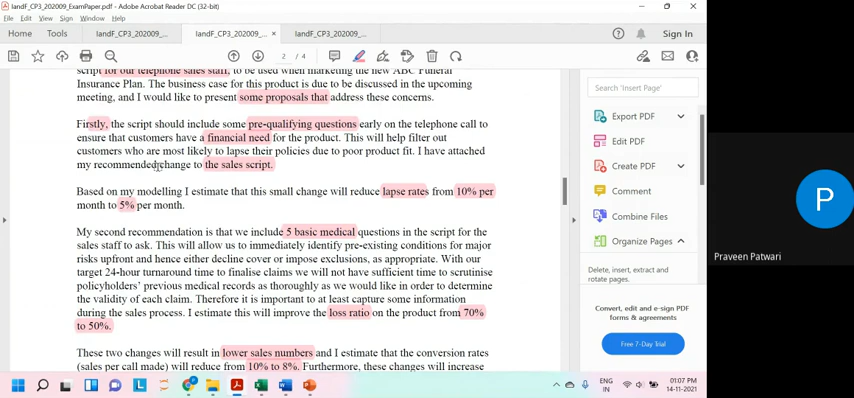 IandF_CP3_202009_ExamPaper.pdf - Adobe Acrobat Reader DC (32-bit)
File Edit View Sign Window Help
Home Tools IandF_CP3_202009... IandF_CP3_202009... × IandF_CP3_202009... Sign In
2 / 4
script for our telephone sales staff, to be used when marketing the new ABC Funeral
Insurance Plan. The business case for this product is due to be discussed in the upcoming
meeting, and I would like to present some proposals that address these concerns.
Firstly, the script should include some pre-qualifying questions early on the telephone call to
ensure that customers have a financial need for the product. This will help filter out
customers who are most likely to lapse their policies due to poor product fit. I have attached
my recommended change to the sales script.
Based on my modelling I estimate that this small change will reduce lapse rates from 10% per
month to 5% per month.
My second recommendation is that we include 5 basic medical questions in the script for the
sales staff to ask. This will allow us to immediately identify pre-existing conditions for major
risks upfront and hence either decline cover or impose exclusions, as appropriate. With our
target 24-hour turnaround time to finalise claims we will not have sufficient time to scrutinise
policyholders' previous medical records as thoroughly as we would like in order to determine
the validity of each claim. Therefore it is important to at least capture some information
during the sales process. I estimate this will improve the loss ratio on the product from 70%
to 50%.
These two changes will result in lower sales numbers and I estimate that the conversion rates
(sales per call made) will reduce from 10% to 8%. Furthermore, these changes will increase
Search 'Insert Page'
Export PDF
Edit PDF
Create PDF
Comment
Combine Files
Organize Pages
Delete, insert, extract and
rotate pages.
Convert, edit and e-sign PDF
forms & agreements
Free 7-Day Trial
P
Praveen Patwari
ENG
IN
01:07 PM
14-11-2021